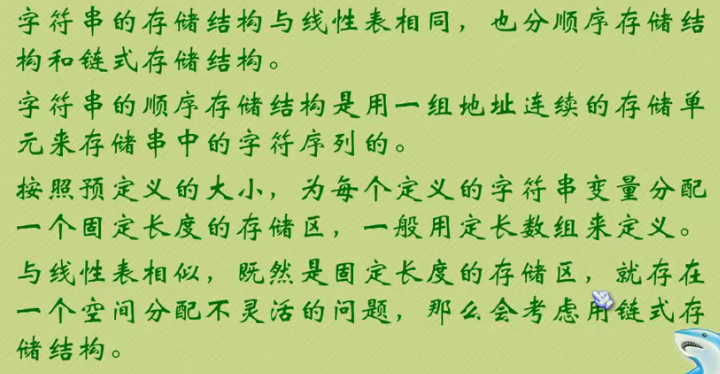 字符串的存储结构与线性表相同，也分顺序存储结
构和链式存储结构。
字符串的顺序存储结构是用一组地址连续的存储单
元来存储串中的字符序列的。
按照预定义的大小，为每个定义的字符串变量分配
一个固定长度的存储区，一般用定长数组来定义。
与线性表相似，既然是固定长度的存储区，就存在
一个空间分配不灵活的问题，那么会考虑用链式存
储结构。